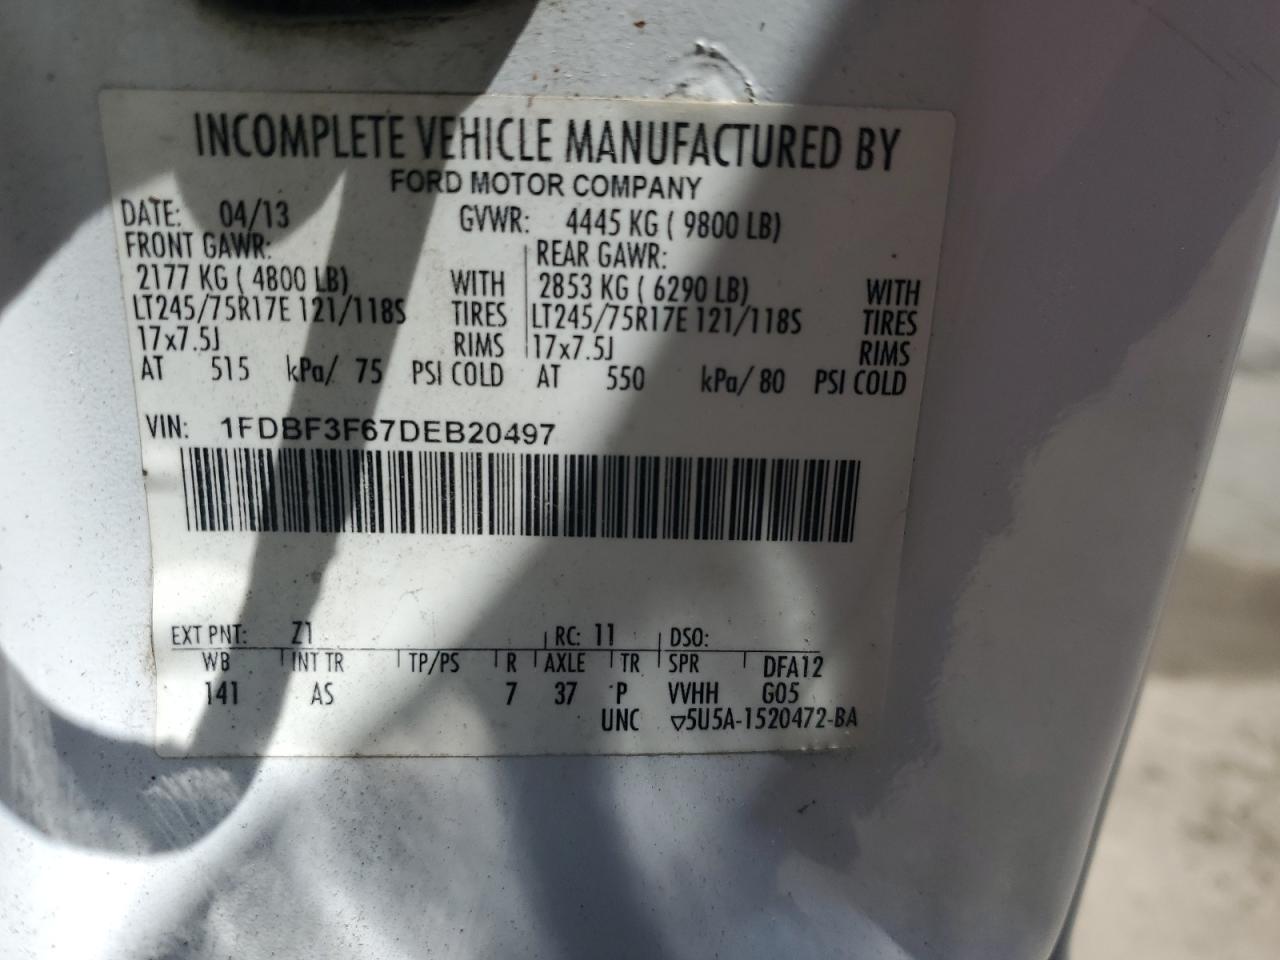 INCOMPLETE VEHICLE MANUFACTURED BY
FORD MOTOR COMPANY
DATE: 04/13 GVWR: 4445 KG ( 9800 LB)
FRONT GAWR: REAR GAWR:
2177 KG ( 4800 LB) WITH 2853 KG ( 6290 LB) WITH
LT245/75R17E 121/118S TIRES LT245/75R17E 121/118S TIRES
17x7.5J RIMS 17x7.5J RIMS
AT 515 kPa/ 75 PSI COLD AT 550 kPa/ 80 PSI COLD
VIN: 1FDBF3F67DEB20497
EXT PNT: Z1 RC: 11 DSO:
WB INT TR TP/PS R AXLE TR SPR DFA12
141 AS 7 37 P VVHH G05
UNC ▽5U5A-1520472-BA